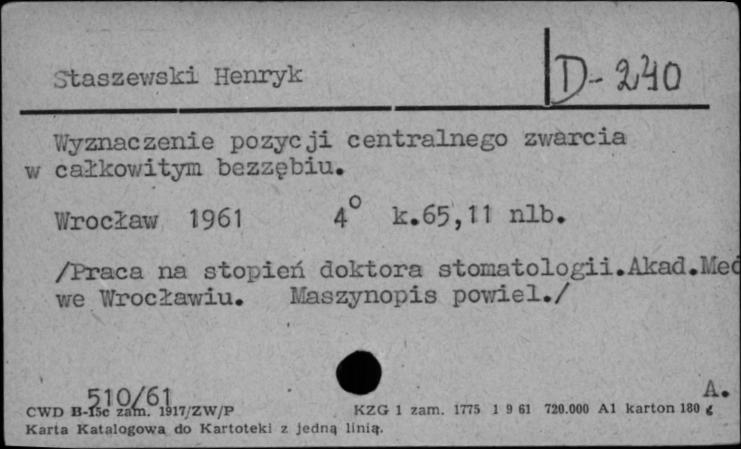 Staszewski Henryk
D-240
Wyznaczenie pozycji centralnego zwarcia
w całkowitym bezzębiu.
Wrocław 1961 4° k.65,11 nlb.
/Praca na stopień doktora stomatologii.Akad.Med
we Wrocławiu. Maszynopis powiel./
510/61
A.
CWD B-15c zam. 1917/ZW/P KZG 1 zam. 1775 1 9 61 720.000 A1 karton 180 g
Karta Katalogowa do Kartoteki z jedną linią.